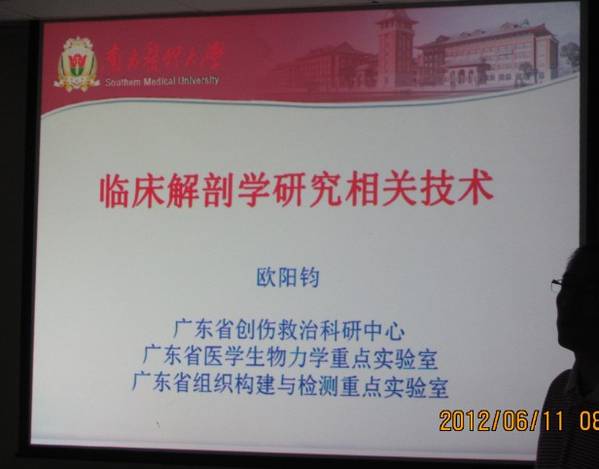 南方医科大学
Southern Medical University
临床解剖学研究相关技术
欧阳钧
广东省创伤救治科研中心
广东省医学生物力学重点实验室
广东省组织构建与检测重点实验室
2012/06/11 08